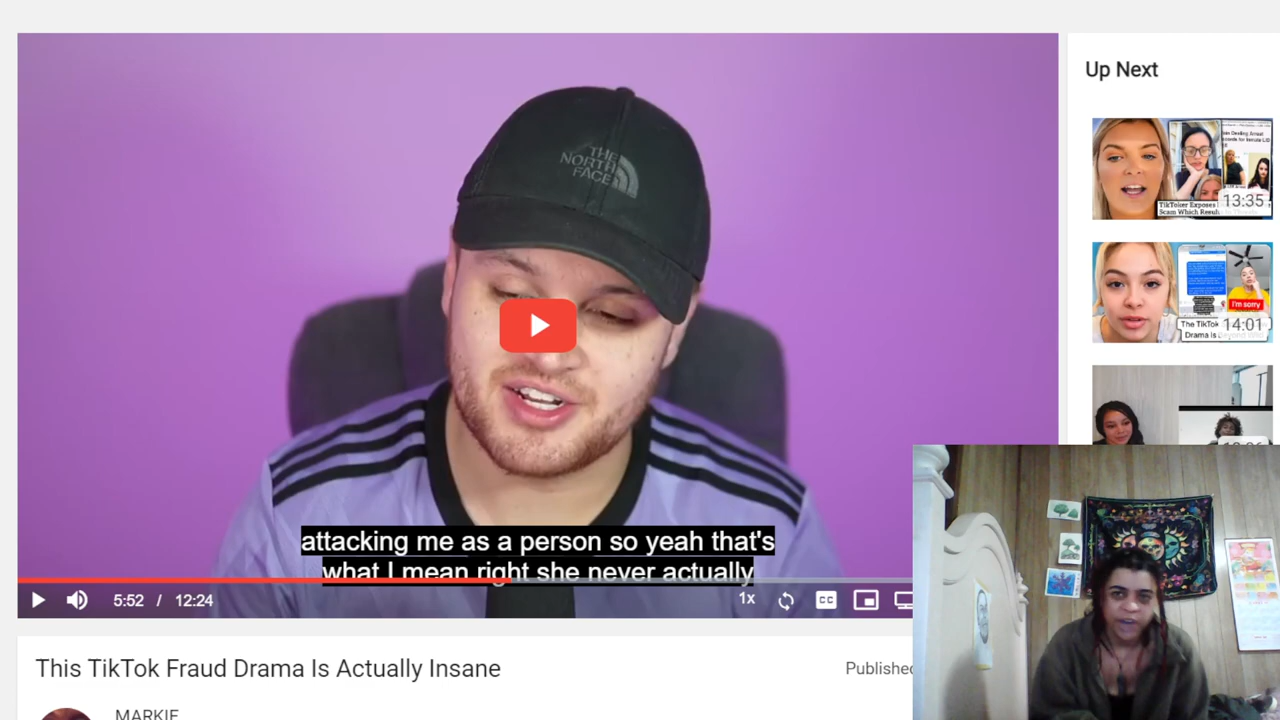 Up Next
THE
NORTH
FACE
13:35
TikToker Exposes
Scam Which
14:01
I'm sorry
The TikTok
Drama is
attacking me as a person so yeah that's
what I mean right she never actually
5:52 / 12:24
1x
CC
This TikTok Fraud Drama Is Actually Insane
Published
MARKIE